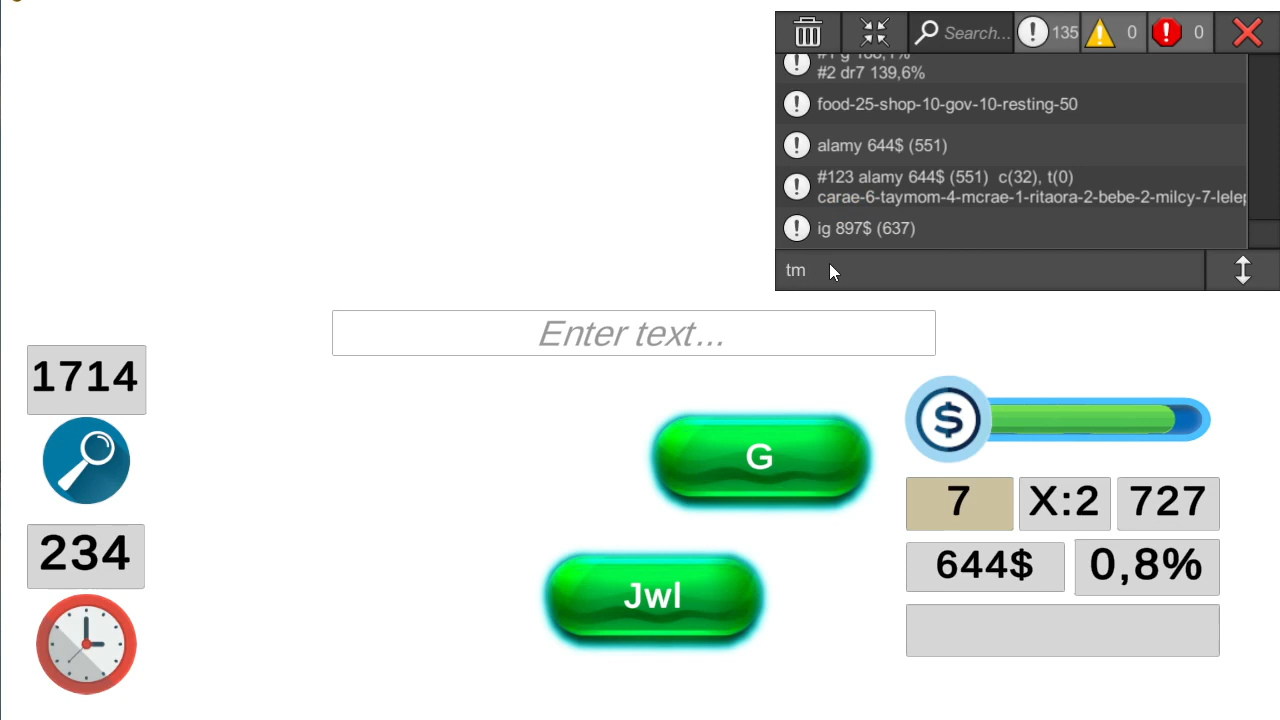 Search...
135
0
0
#2 dr7 139,6%
food-25-shop-10-gov-10-resting-50
alamy 644$ (551)
#123 alamy 644$ (551) c(32), t(0)
carae-6-taymom-4-mcrae-1-ritaora-2-bebe-2-milcy-7-lelep
ig 897$ (637)
tm
Enter text...
1714
G
7
X:2
727
234
644$
0,8%
Jwl